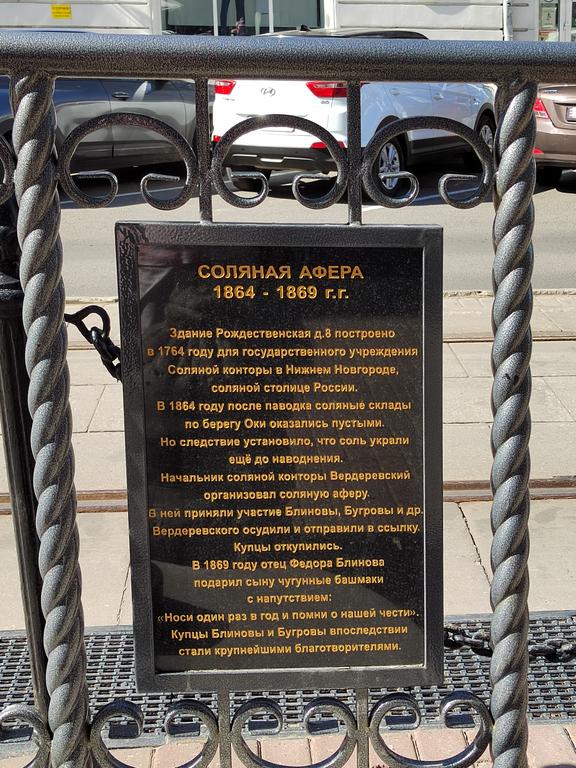 СОЛЯНАЯ АФЕРА
1864 - 1869 г.г.
Здание Рождественская д.8 построено
в 1764 году для государственного учреждения
Соляной конторы в Нижнем Новгороде,
соляной столице России.
В 1864 году после паводка соляные склады
по берегу Оки оказались пустыми.
Но следствие установило, что соль украли
ещё до наводнения.
Начальник соляной конторы Вердеревский
организовал соляную аферу.
В ней приняли участие Блиновы, Бугровы и др.
Вердеревского осудили и отправили в ссылку.
Купцы откупились.
В 1869 году отец Федора Блинова
подарил сыну чугунные башмаки
с напутствием:
«Носи один раз в год и помни о нашей чести».
Купцы Блиновы и Бугровы впоследствии
стали крупнейшими благотворителями.